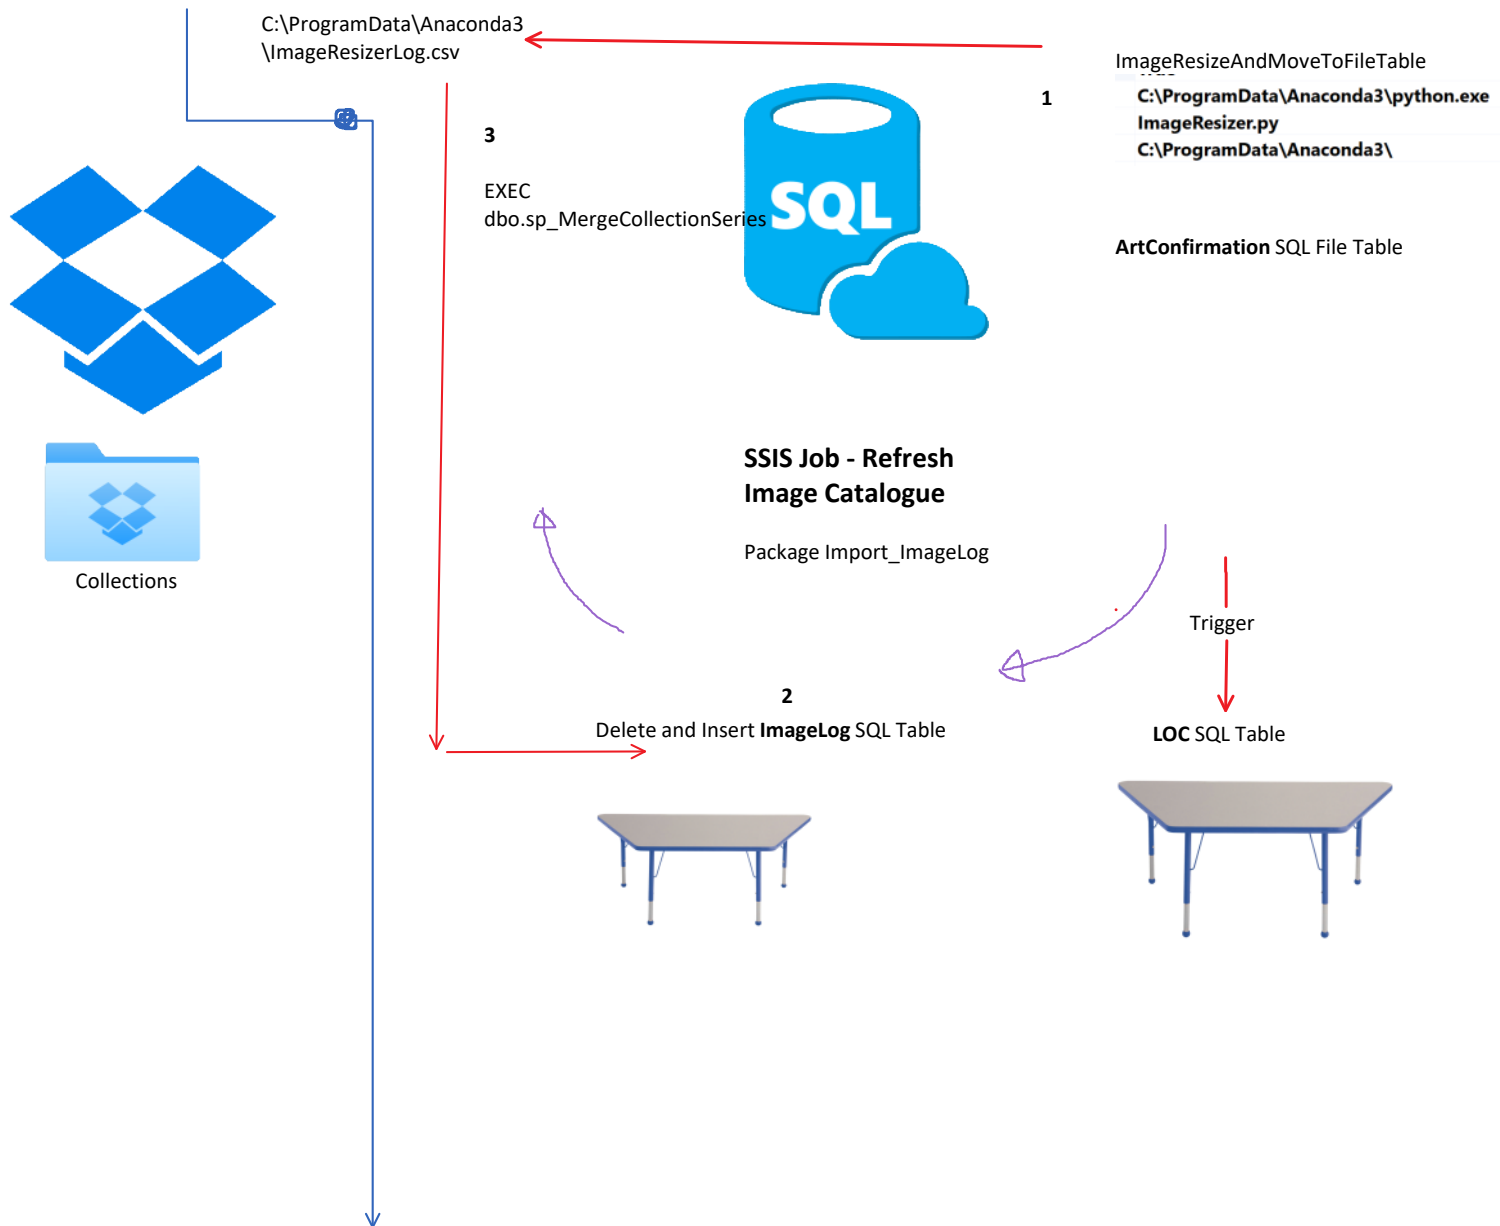 C:\ProgramData\Anaconda3
\ImageResizerLog.csv
ImageResizeAndMoveToFileTable
1
C:\ProgramData\Anaconda3\python.exe
ImageResizer.py
C:\ProgramData\Anaconda3\
3
EXEC
dbo.sp_MergeCollectionSeries
SQL
ArtConfirmation SQL File Table
SSIS Job - Refresh
Image Catalogue
Package Import_ImageLog
Collections
Trigger
2
Delete and Insert ImageLog SQL Table
LOC SQL Table